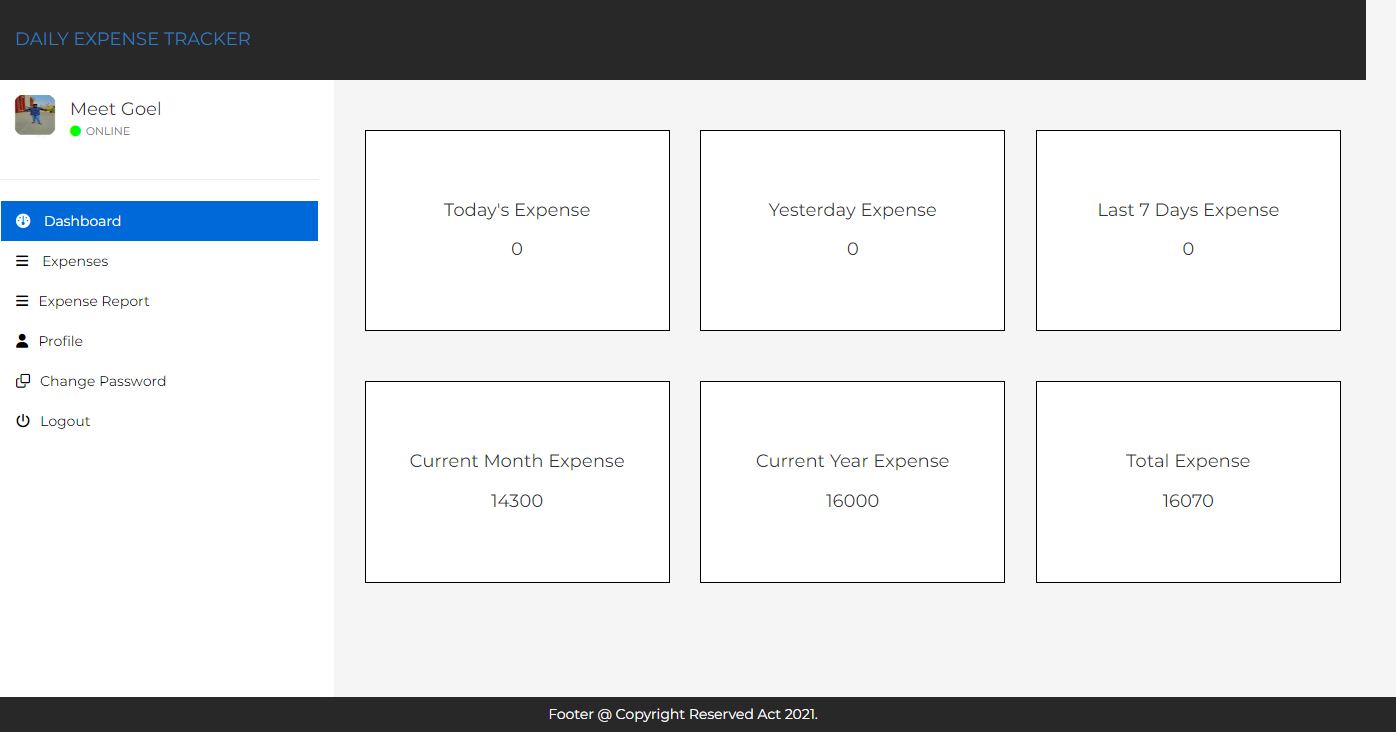 DAILY EXPENSE TRACKER
Meet Goel
ONLINE
Dashboard
Expenses
Expense Report
Profile
Change Password
Logout
Today's Expense
0
Yesterday Expense
0
Last 7 Days Expense
0
Current Month Expense
14300
Current Year Expense
16000
Total Expense
16070
Footer @ Copyright Reserved Act 2021.